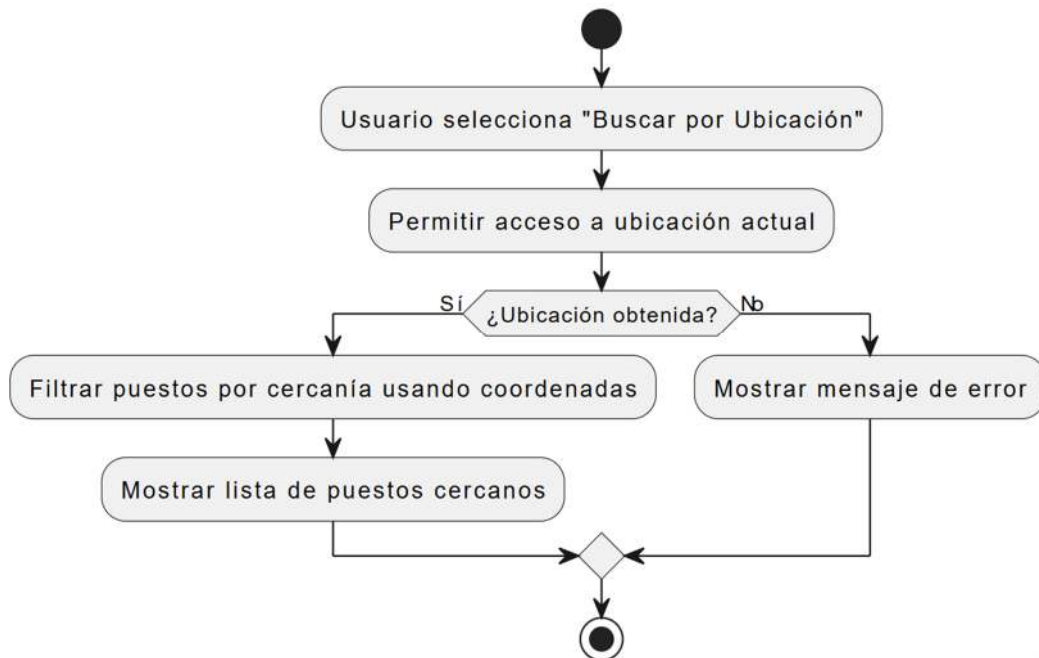 Usuario selecciona "Buscar por Ubicación"
Permitir acceso a ubicación actual
Sí
¿Ubicación obtenida?
No
Filtrar puestos por cercanía usando coordenadas
Mostrar mensaje de error
Mostrar lista de puestos cercanos